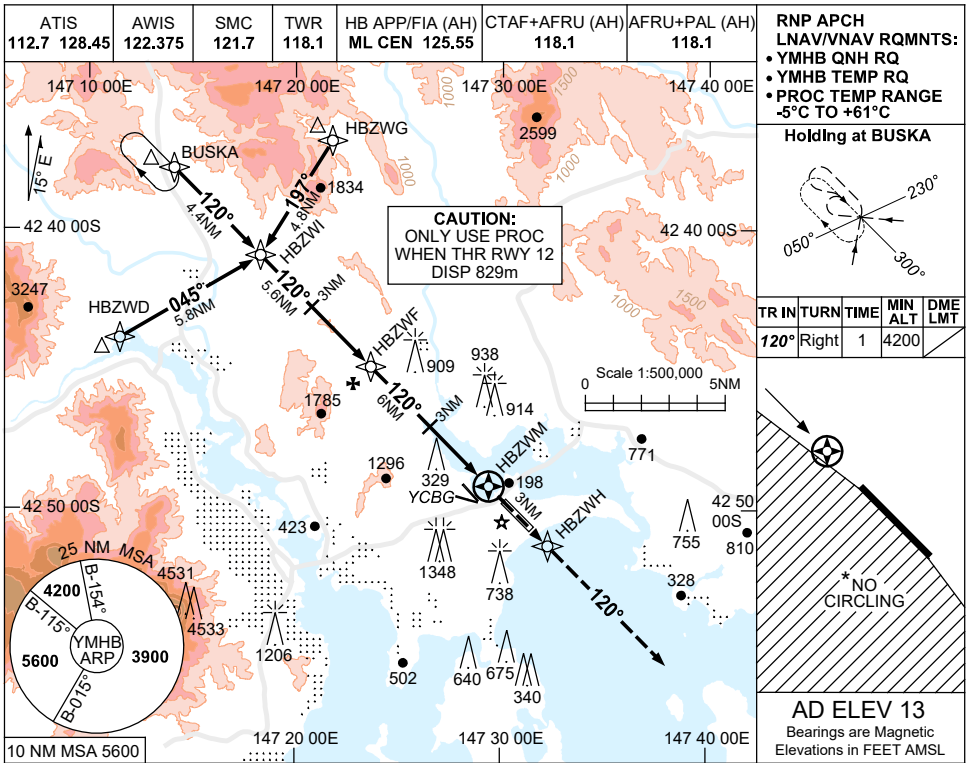 ATIS
112.7 128.45
AWIS
122.375
SMC
121.7
TWR
118.1
HB APP/FIA (AH)
ML CEN 125.55
CTAF+AFRU (AH)
118.1
AFRU+PAL (AH)
118.1
RNP APCH
LNAV/VNAV RQMNTS:
• YMHB QNH RQ
• YMHB TEMP RQ
• PROC TEMP RANGE
-5°C TO +61°C
147 10 00E
147 20 00E
147 30 00E
147 40 00E
1000
1500
1000
15° E
BUSKA
HBZWG
2599
1834
1000
120°
4.4NM
197°
4.8NM
HBZWI
42 40 00S
42 40 00S
CAUTION:
ONLY USE PROC
WHEN THR RWY 12
DISP 829m
Holding at BUSKA
230°
050°
300°
TR IN
TURN
TIME
MIN
ALT
DME
LMT
120°
Right
1
4200
3247
HBZWD
045°
5.8NM
120°
5.6NM
3NM
HBZWF
1500
1000
909
938
914
Scale 1:500,000
0
5NM
1785
120°
6NM
3NM
1296
329
YCBG
HBZWM
198
3NM
HBZWH
771
42 50 00S
42 50
00S
423
1348
738
755
810
328
120°
25 NM MSA
4200
B-154°
B-115°
YMHB
ARP
5600
3900
B-015°
4531
4533
1206
502
640
675
340
10 NM MSA 5600
147 20 00E
147 30 00E
147 40 00E
*NO
CIRCLING
AD ELEV 13
Bearings are Magnetic
Elevations in FEET AMSL